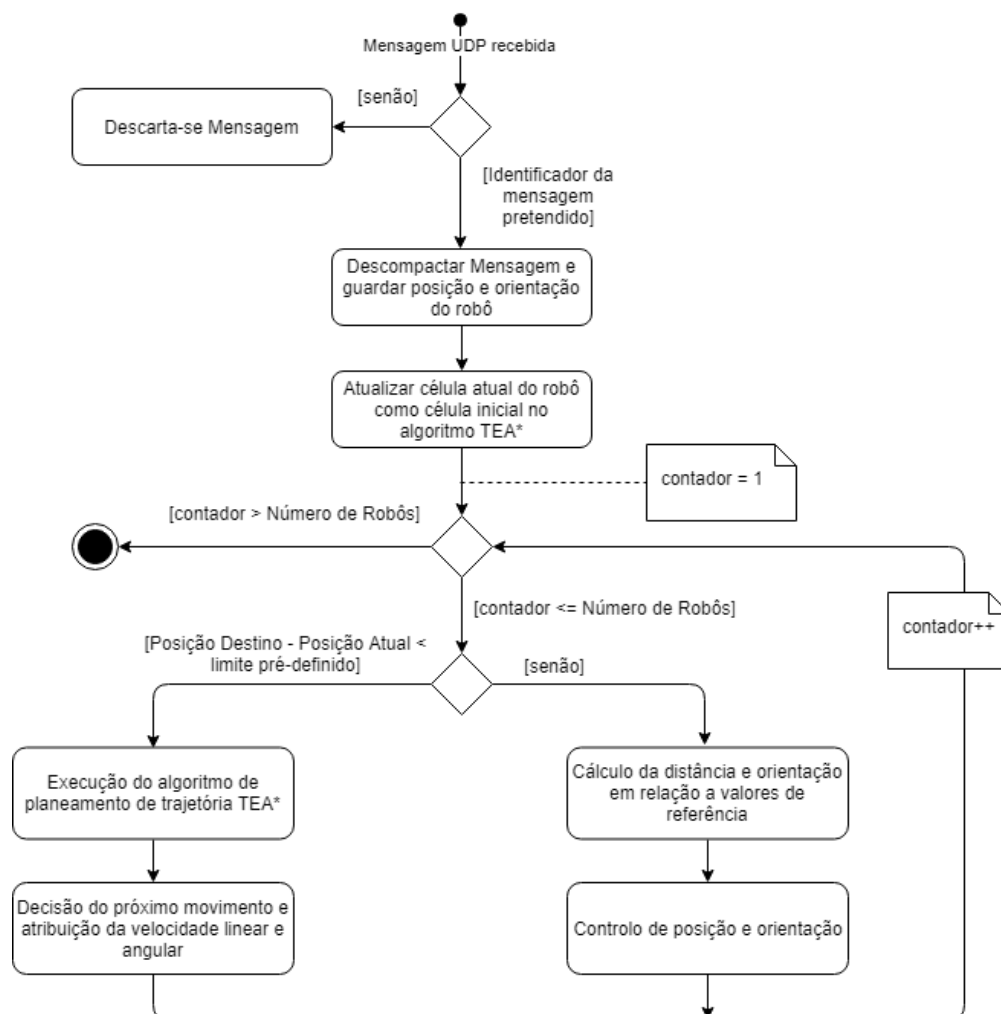 Mensagem UDP recebida
[senão]
Descarta-se Mensagem
[Identificador da
mensagem
pretendido]
Descompactar Mensagem e
guardar posição e orientação
do robô
Atualizar célula atual do robô
como célula inicial no
algoritmo TEA*
contador = 1
[contador > Número de Robôs]
[contador <= Número de Robôs]
contador++
[Posição Destino - Posição Atual <
limite pré-definido]
[senão]
Execução do algoritmo de
planeamento de trajetória TEA*
Cálculo da distância e orientação
em relação a valores de
referência
Decisão do próximo movimento e
atribuição da velocidade linear e
angular
Controlo de posição e orientação